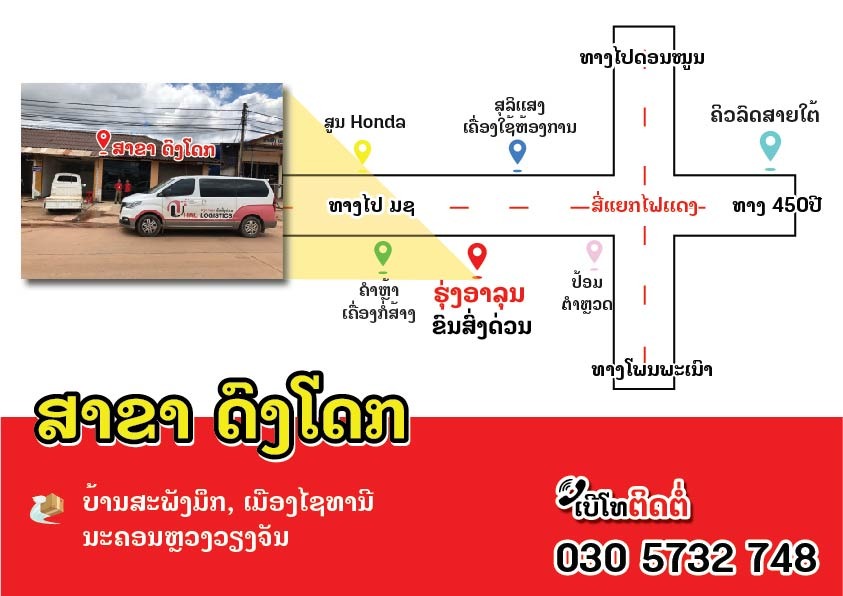 ທາງໄປດອນໜູນ
ສູນ Honda
ສຸລິແສງ
ເຄື່ອງໃຊ້ຫ້ອງການ
ຄິວລົດສາຍໃຕ້
ສາຂາ ດົງໂດກ
HAL LOGISTICS
ທາງໄປ ມຊ
ສີ່ແຍກໄຟແດງ
ທາງ 450ປີ
ຄຳຫຼ້າ
ເຄື່ອງກໍ່ສ້າງ
ຮຸ່ງອາລຸນ
ຂົນສົ່ງດ່ວນ
ປ້ອມ
ຕຳຫຼວດ
ທາງໂພນພະເນົາ
ສາຂາ ດົງໂດກ
ບ້ານສະພັງມຶກ, ເມືອງໄຊທານີ
ນະຄອນຫຼວງວຽງຈັນ
ເບີໂທຕິດຕໍ່
030 5732 748